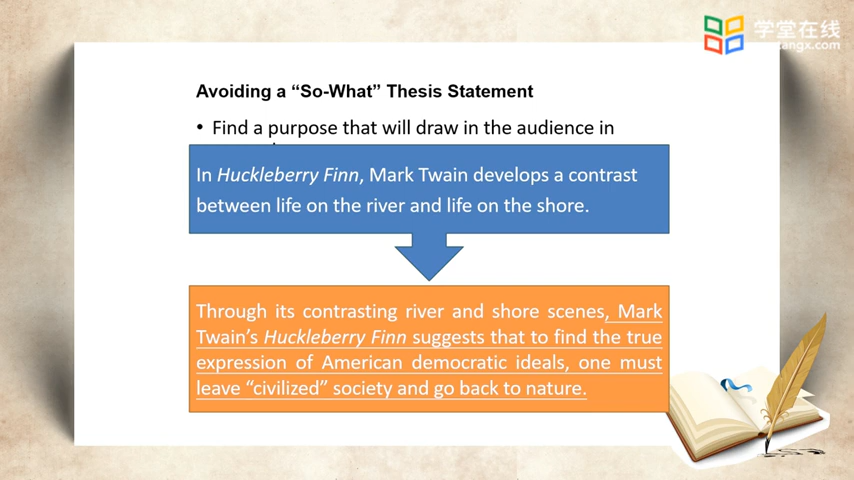 学堂在线
Avoiding a “So-What” Thesis Statement
• Find a purpose that will draw in the audience in
In Huckleberry Finn, Mark Twain develops a contrast
between life on the river and life on the shore.
Through its contrasting river and shore scenes, Mark
Twain’s Huckleberry Finn suggests that to find the true
expression of American democratic ideals, one must
leave “civilized” society and go back to nature.